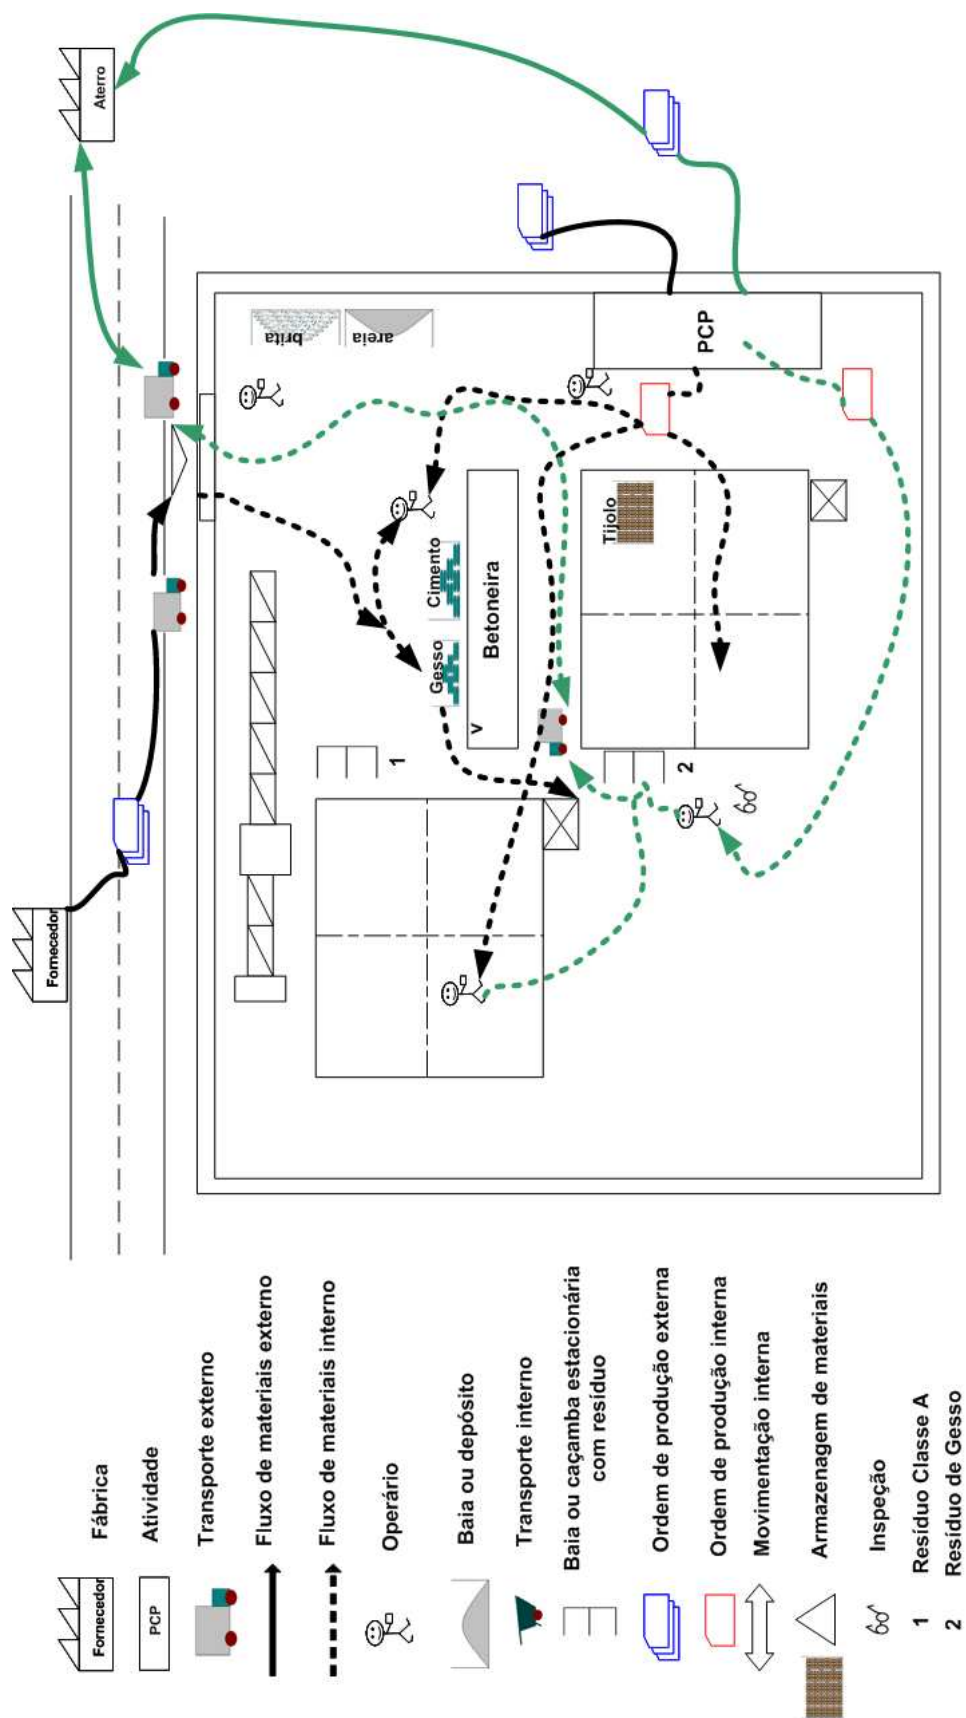 Fornecedor
Aterro
brita
areia
PCP
Gesso
Cimento
V
Betoneira
Tijolo
1
2
Fornecedor
Fábrica
PCP
Atividade
Transporte externo
Fluxo de materiais externo
Fluxo de materiais interno
Operário
Baia ou depósito
Transporte interno
Baia ou caçamba estacionária
com resíduo
Ordem de produção externa
Ordem de produção interna
Movimentação interna
Armazenagem de materiais
Inspeção
1 Resíduo Classe A
2 Resíduo de Gesso